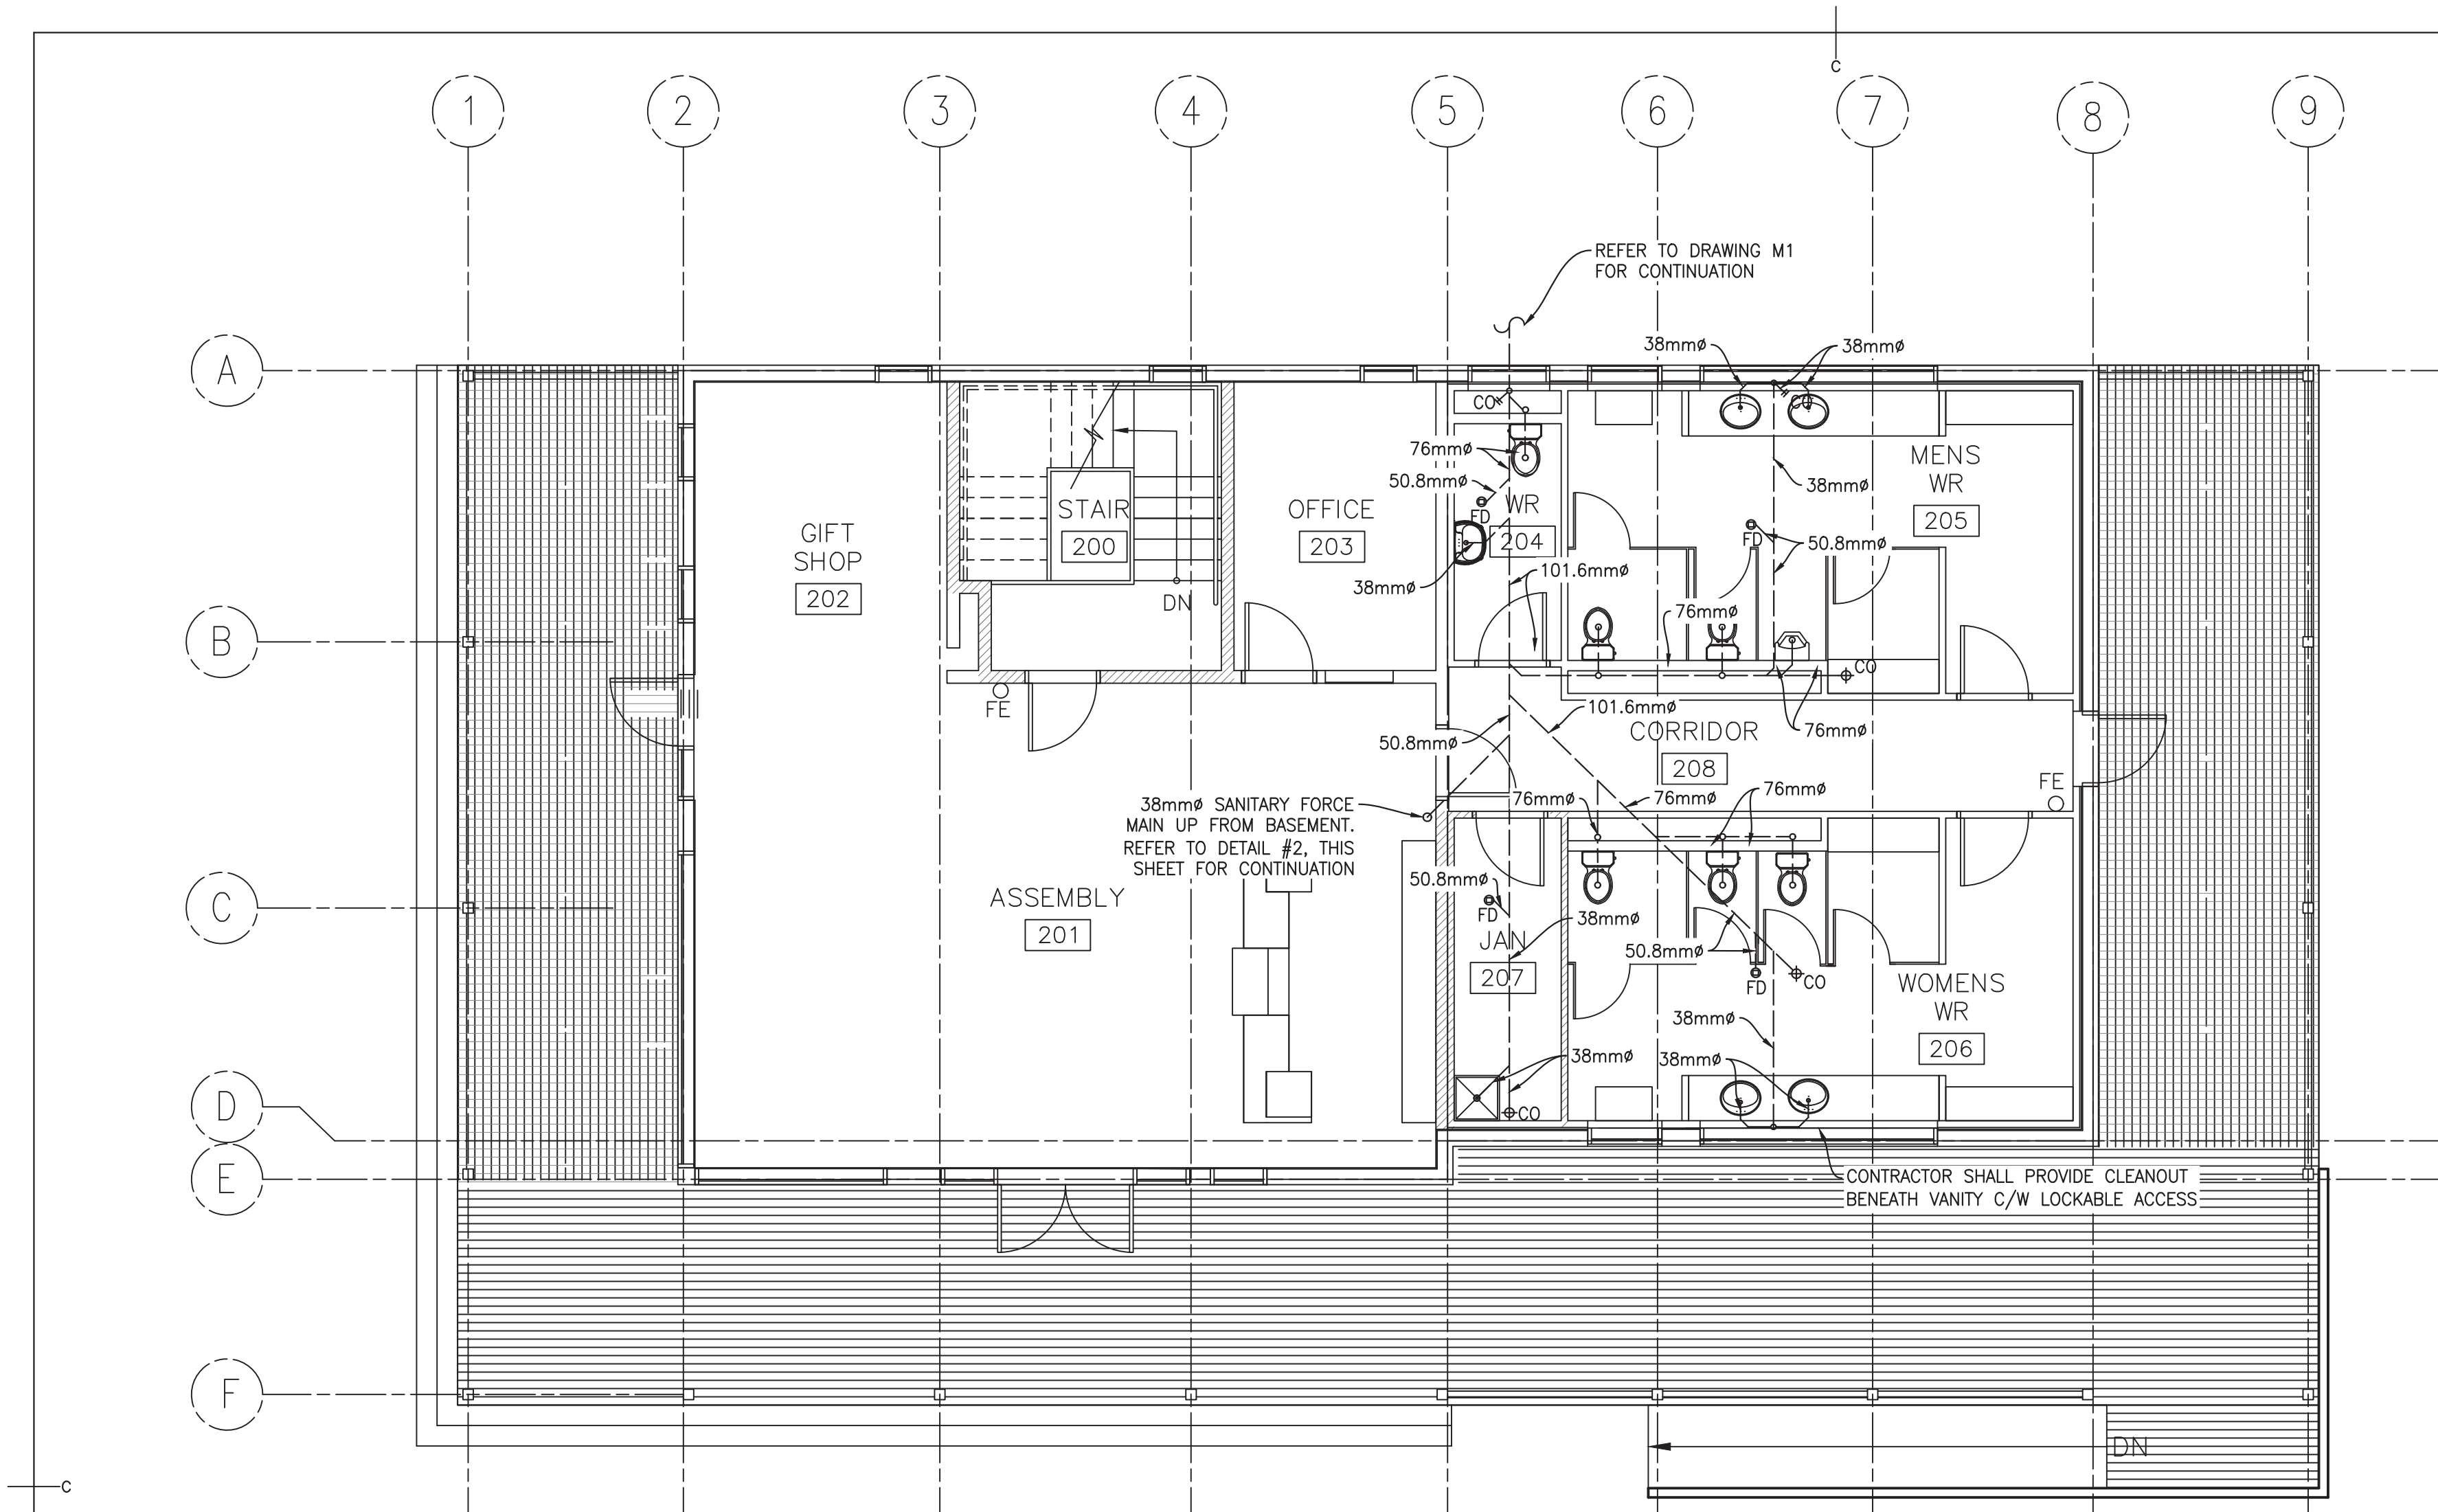 C
1
2
3
4
5
6
7
8
9
REFER TO DRAWING M1
FOR CONTINUATION
A
38mmø
38mmø
CO
CO
76mmø
MENS
WR
205
50.8mmø
38mmø
FD
WR
204
GIFT
SHOP
202
STAIR
200
OFFICE
203
FD
50.8mmø
101.6mmø
38mmø
DN
76mmø
B
CO
FE
101.6mmø
50.8mmø
CORRIDOR
208
76mmø
FE
38mmø SANITARY FORCE
MAIN UP FROM BASEMENT.
REFER TO DETAIL #2, THIS
SHEET FOR CONTINUATION
76mmø
76mmø
76mmø
C
ASSEMBLY
201
50.8mmø
FD
38mmø
JAN
207
50.8mmø
FD
CO
WOMENS
WR
206
38mmø
38mmø
38mmø
CO
D
E
CONTRACTOR SHALL PROVIDE CLEANOUT
BENEATH VANITY C/W LOCKABLE ACCESS
F
DN
C